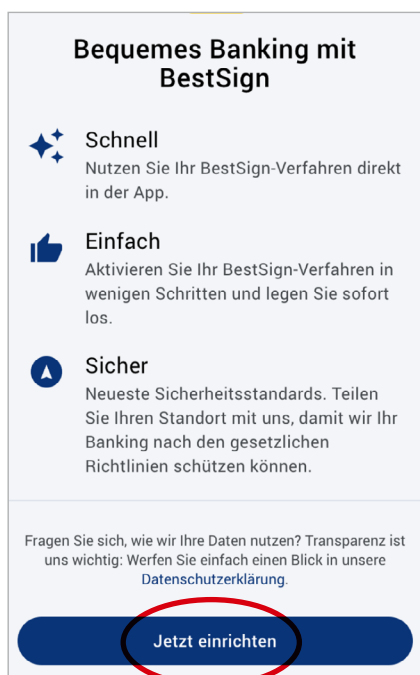 Bequemes Banking mit
BestSign
Schnell
Nutzen Sie Ihr BestSign-Verfahren direkt
in der App.
Einfach
Aktivieren Sie Ihr BestSign-Verfahren in
wenigen Schritten und legen Sie sofort
los.
Sicher
Neueste Sicherheitsstandards. Teilen
Sie Ihren Standort mit uns, damit wir Ihr
Banking nach den gesetzlichen
Richtlinien schützen können.
Fragen Sie sich, wie wir Ihre Daten nutzen? Transparenz ist
uns wichtig: Werfen Sie einfach einen Blick in unsere
Datenschutzerklärung.
Jetzt einrichten